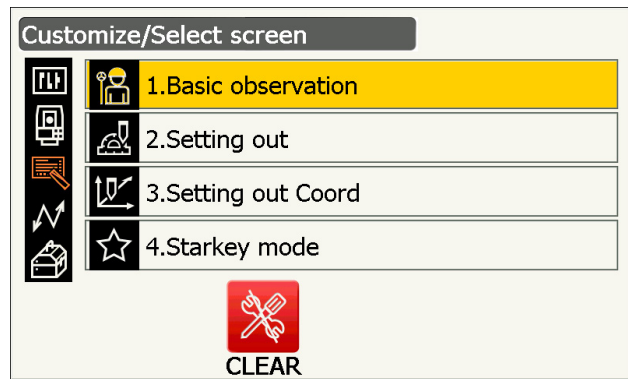 Customize/Select screen
1.Basic observation
2.Setting out
3.Setting out Coord
4.Starkey mode
CLEAR